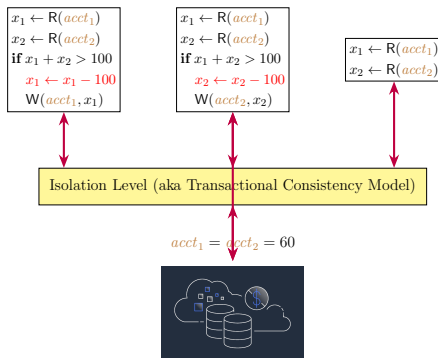 x₁ ← R(acct₁)
x₂ ← R(acct₂)
if x₁ + x₂ > 100
x₁ ← x₁ − 100
W(acct₁, x₁)
x₁ ← R(acct₁)
x₂ ← R(acct₂)
if x₁ + x₂ > 100
x₂ ← x₂ − 100
W(acct₂, x₂)
x₁ ← R(acct₁)
x₂ ← R(acct₂)
Isolation Level (aka Transactional Consistency Model)
acct₁ = acct₂ = 60
$